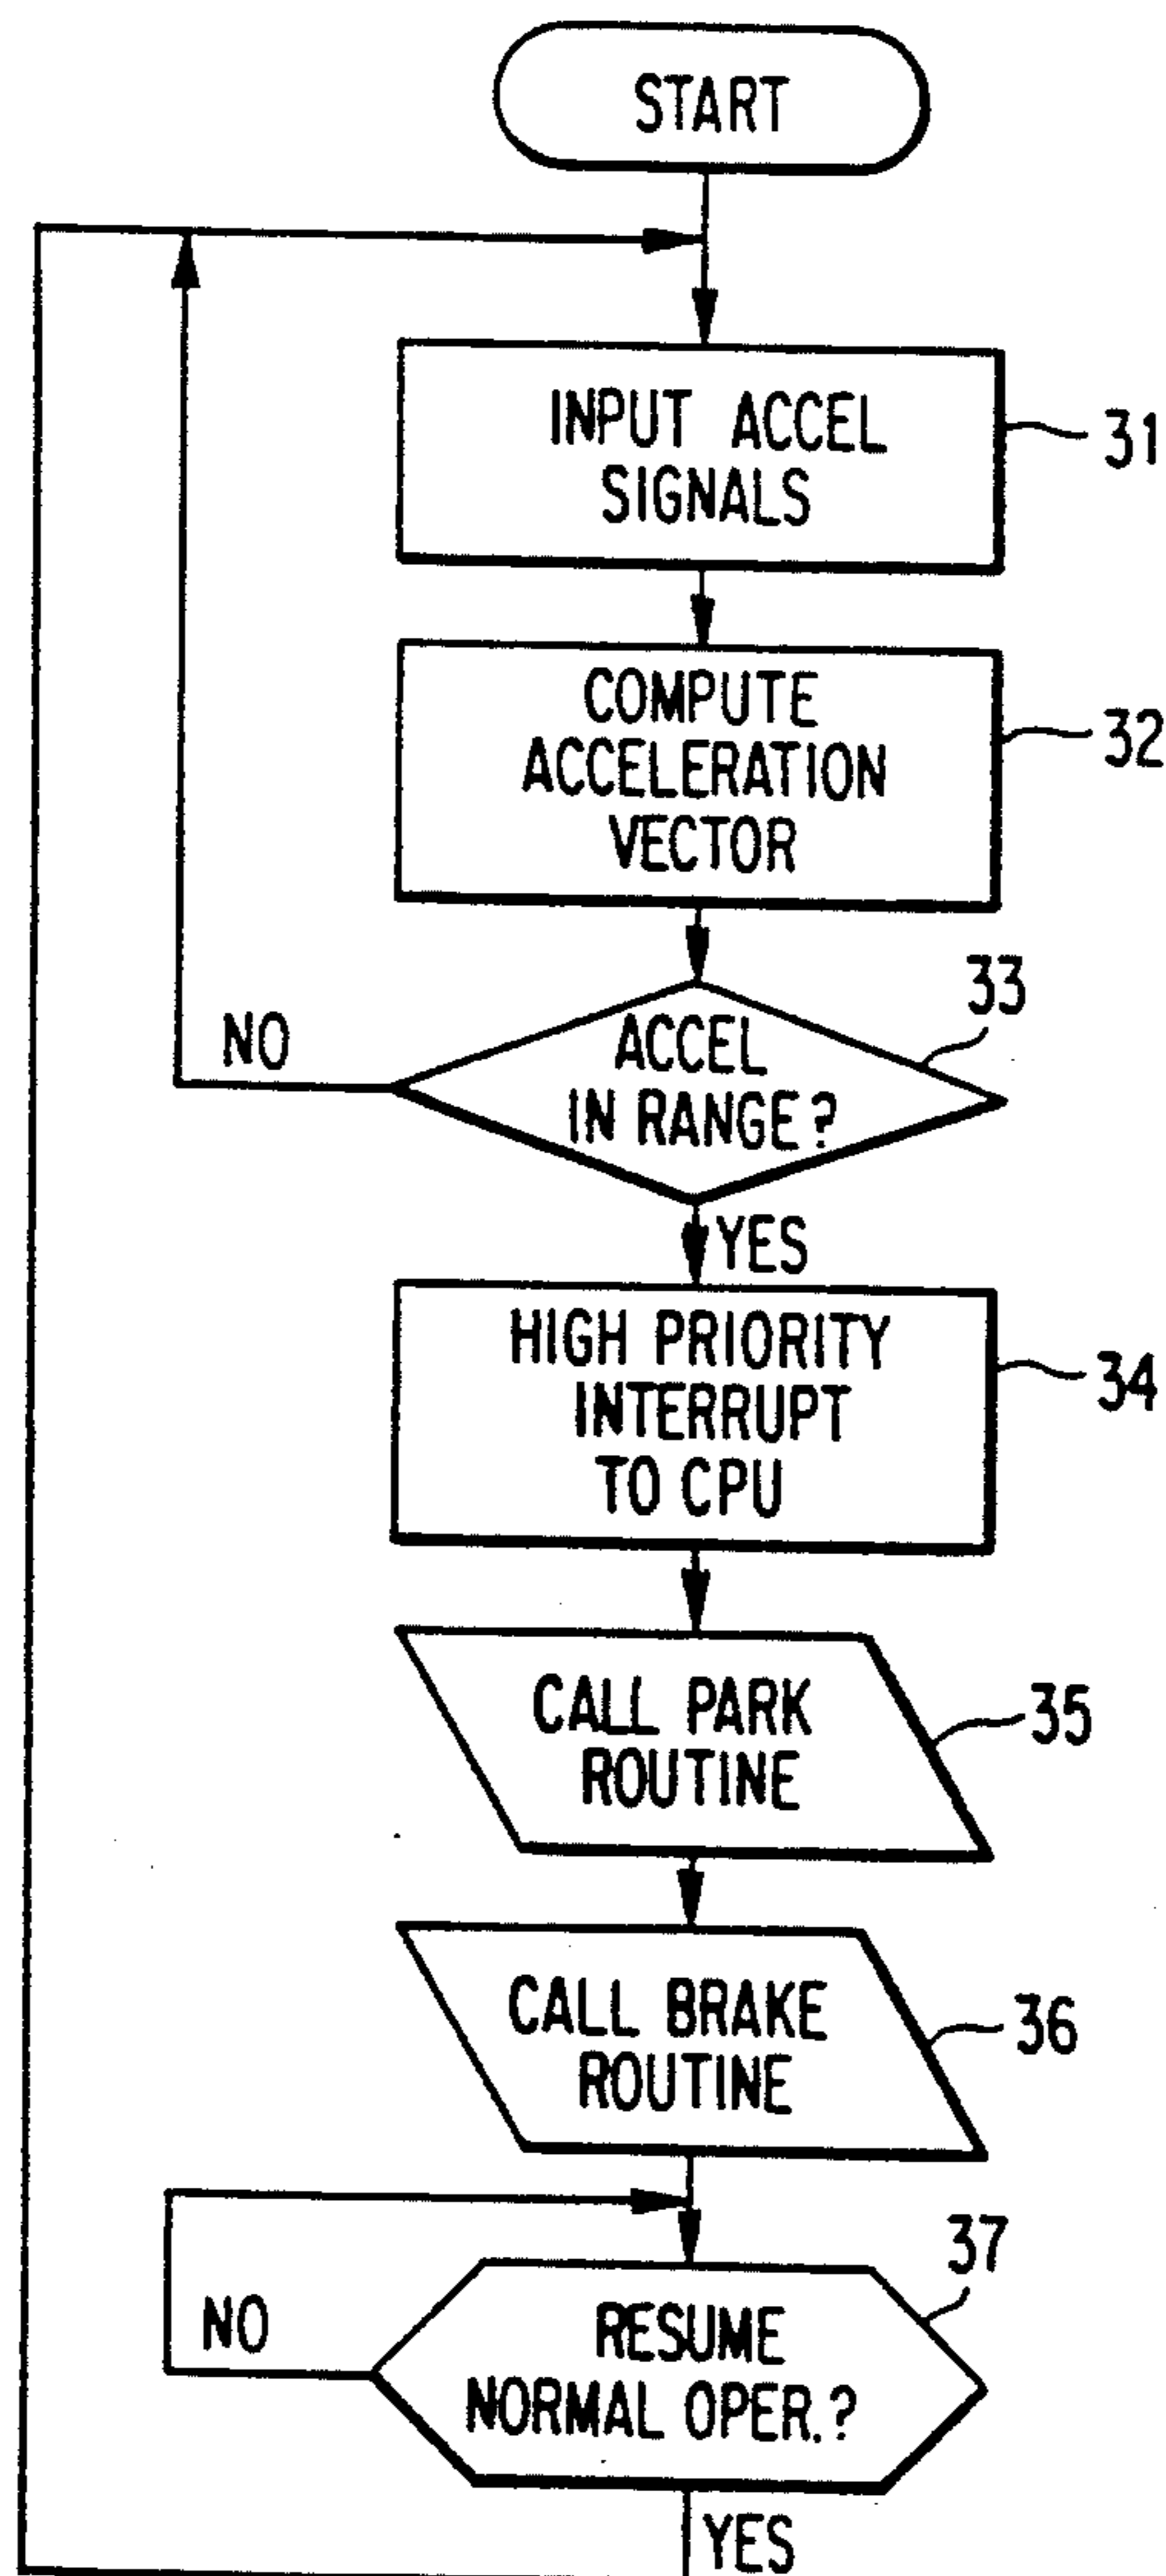 START
INPUT ACCEL
SIGNALS
31
COMPUTE
ACCELERATION
VECTOR
32
33
ACCEL
IN RANGE?
NO
YES
HIGH PRIORITY
INTERRUPT
TO CPU
34
CALL PARK
ROUTINE
35
CALL BRAKE
ROUTINE
36
37
RESUME
NORMAL OPER.?
NO
YES